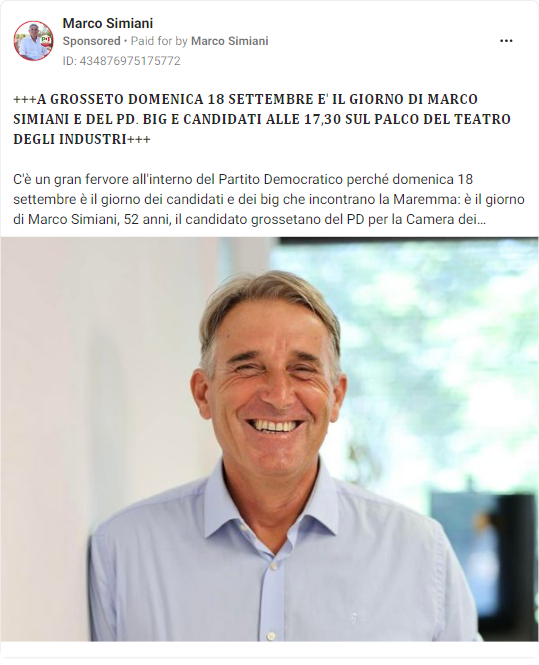 Marco Simiani
Sponsored • Paid for by Marco Simiani
ID: 434876975175772
+++A GROSSETO DOMENICA 18 SETTEMBRE E' IL GIORNO DI MARCO
SIMIANI E DEL PD. BIG E CANDIDATI ALLE 17,30 SUL PALCO DEL TEATRO
DEGLI INDUSTRI+++
C'è un gran fervore all'interno del Partito Democratico perché domenica 18
settembre è il giorno dei candidati e dei big che incontrano la Maremma: è il giorno
di Marco Simiani, 52 anni, il candidato grossetano del PD per la Camera dei…